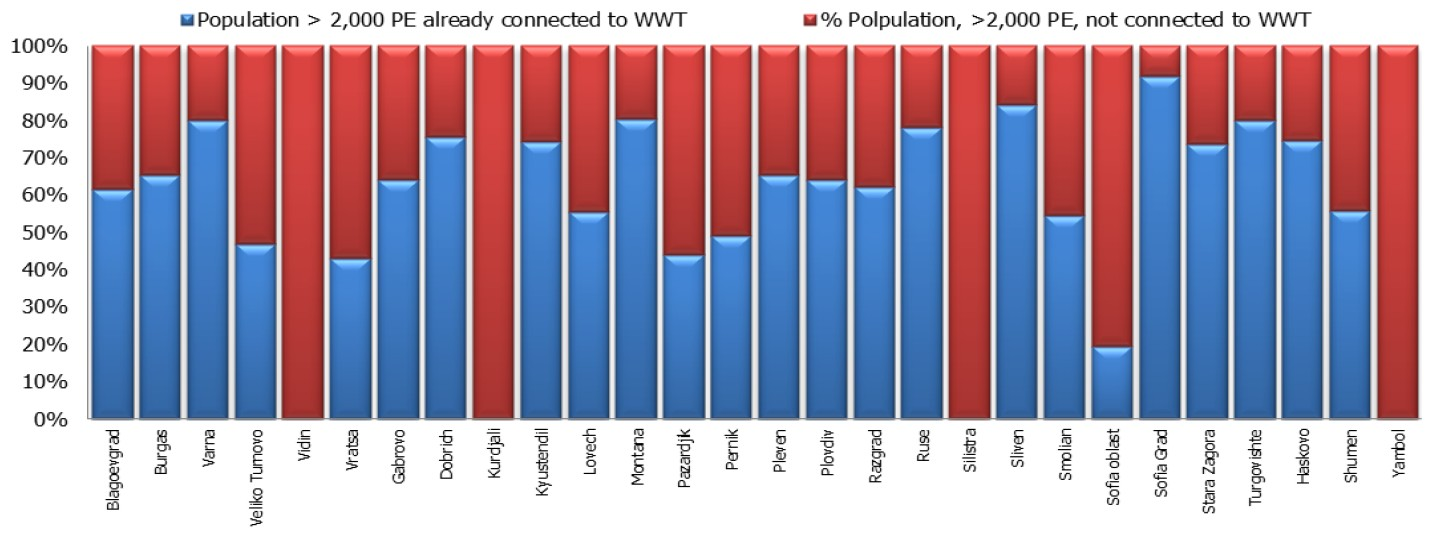 Population > 2,000 PE already connected to WWT
% Polpulation, >2,000 PE, not connected to WWT
100%
90%
80%
70%
60%
50%
40%
30%
20%
10%
0%
Blagoevgrad
Burgas
Varna
Veliko Turnovo
Vidin
Vratsa
Gabrovo
Dobrich
Kurdjali
Kyustendil
Lovech
Montana
Pazardjik
Pernik
Pleven
Plovdiv
Razgrad
Ruse
Silistra
Sliven
Smolian
Sofia oblast
Sofia Grad
Stara Zagora
Turgovishte
Haskovo
Shumen
Yambol